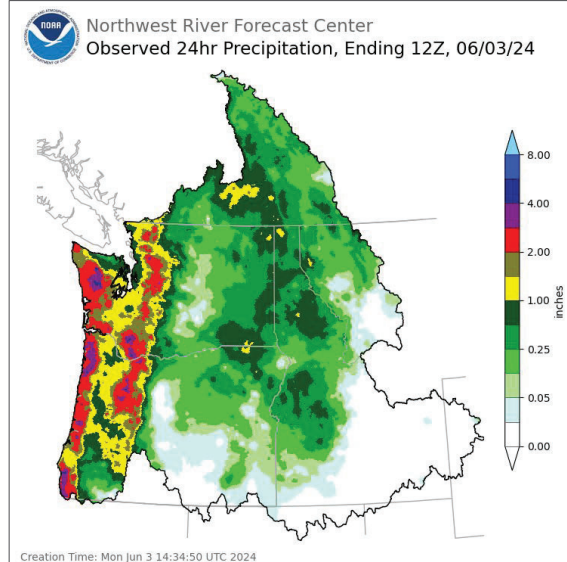 NOAA
Northwest River Forecast Center
Observed 24hr Precipitation, Ending 12Z, 06/03/24
8.00
4.00
2.00
1.00
0.25
0.05
0.00
inches
Creation Time: Mon Jun 3 14:34:50 UTC 2024